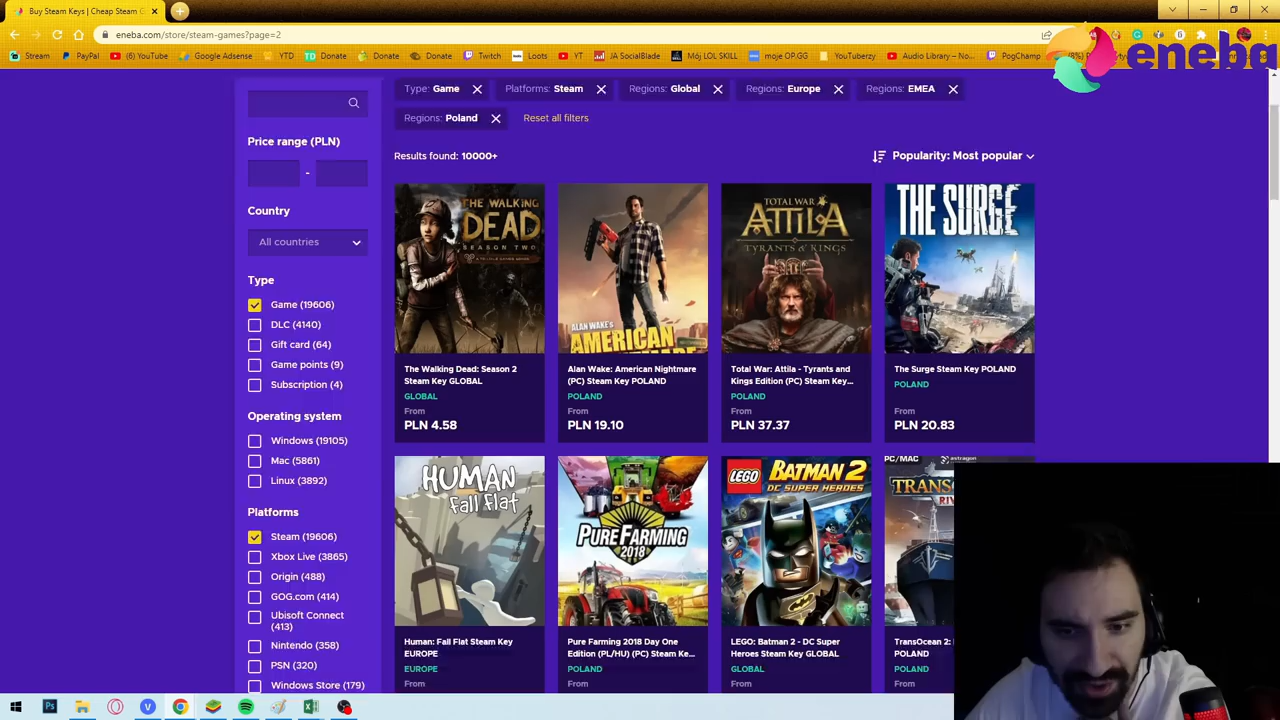 Buy Steam Keys | Cheap Steam G
eneba.com/store/steam-games?page=2
Stream PayPal (6) YouTube Google Adsense YTD Donate Donate Donate Twitch Loots YT JA SocialBlade Mój LOL SKILL moje OP.GG YouTuberzy Audio Library – No... PogChamp
eneba
Type: Game Platforms: Steam Regions: Global Regions: Europe Regions: EMEA
Regions: Poland Reset all filters
Results found: 10000+
Popularity: Most popular
Price range (PLN)
-
Country
All countries
Type
Game (19606)
DLC (4140)
Gift card (64)
Game points (9)
Subscription (4)
Operating system
Windows (19105)
Mac (5861)
Linux (3892)
Platforms
Steam (19606)
Xbox Live (3865)
Origin (488)
GOG.com (414)
Ubisoft Connect
(413)
Nintendo (358)
PSN (320)
Windows Store (179)
THE WALKING
DEAD
SEASON TWO
ALAN WAKE'S
AMERICAN
NIGHTMARE
TOTAL WAR
ATTILA
TYRANTS & KINGS
THE SURGE
The Walking Dead: Season 2
Steam Key GLOBAL
GLOBAL
From
PLN 4.58
Alan Wake: American Nightmare
(PC) Steam Key POLAND
POLAND
From
PLN 19.10
Total War: Attila - Tyrants and
Kings Edition (PC) Steam Key...
POLAND
From
PLN 37.37
The Surge Steam Key POLAND
POLAND
From
PLN 20.83
HUMAN
fall flat
PURE FARMING
2018
LEGO
BATMAN 2
DC SUPER HEROES
PC/MAC astragon
Human: Fall Flat Steam Key
EUROPE
EUROPE
From
Pure Farming 2018 Day One
Edition (PL/HU) (PC) Steam Ke...
POLAND
From
LEGO: Batman 2 - DC Super
Heroes Steam Key GLOBAL
GLOBAL
From
TransOcean 2:
POLAND
POLAND
From